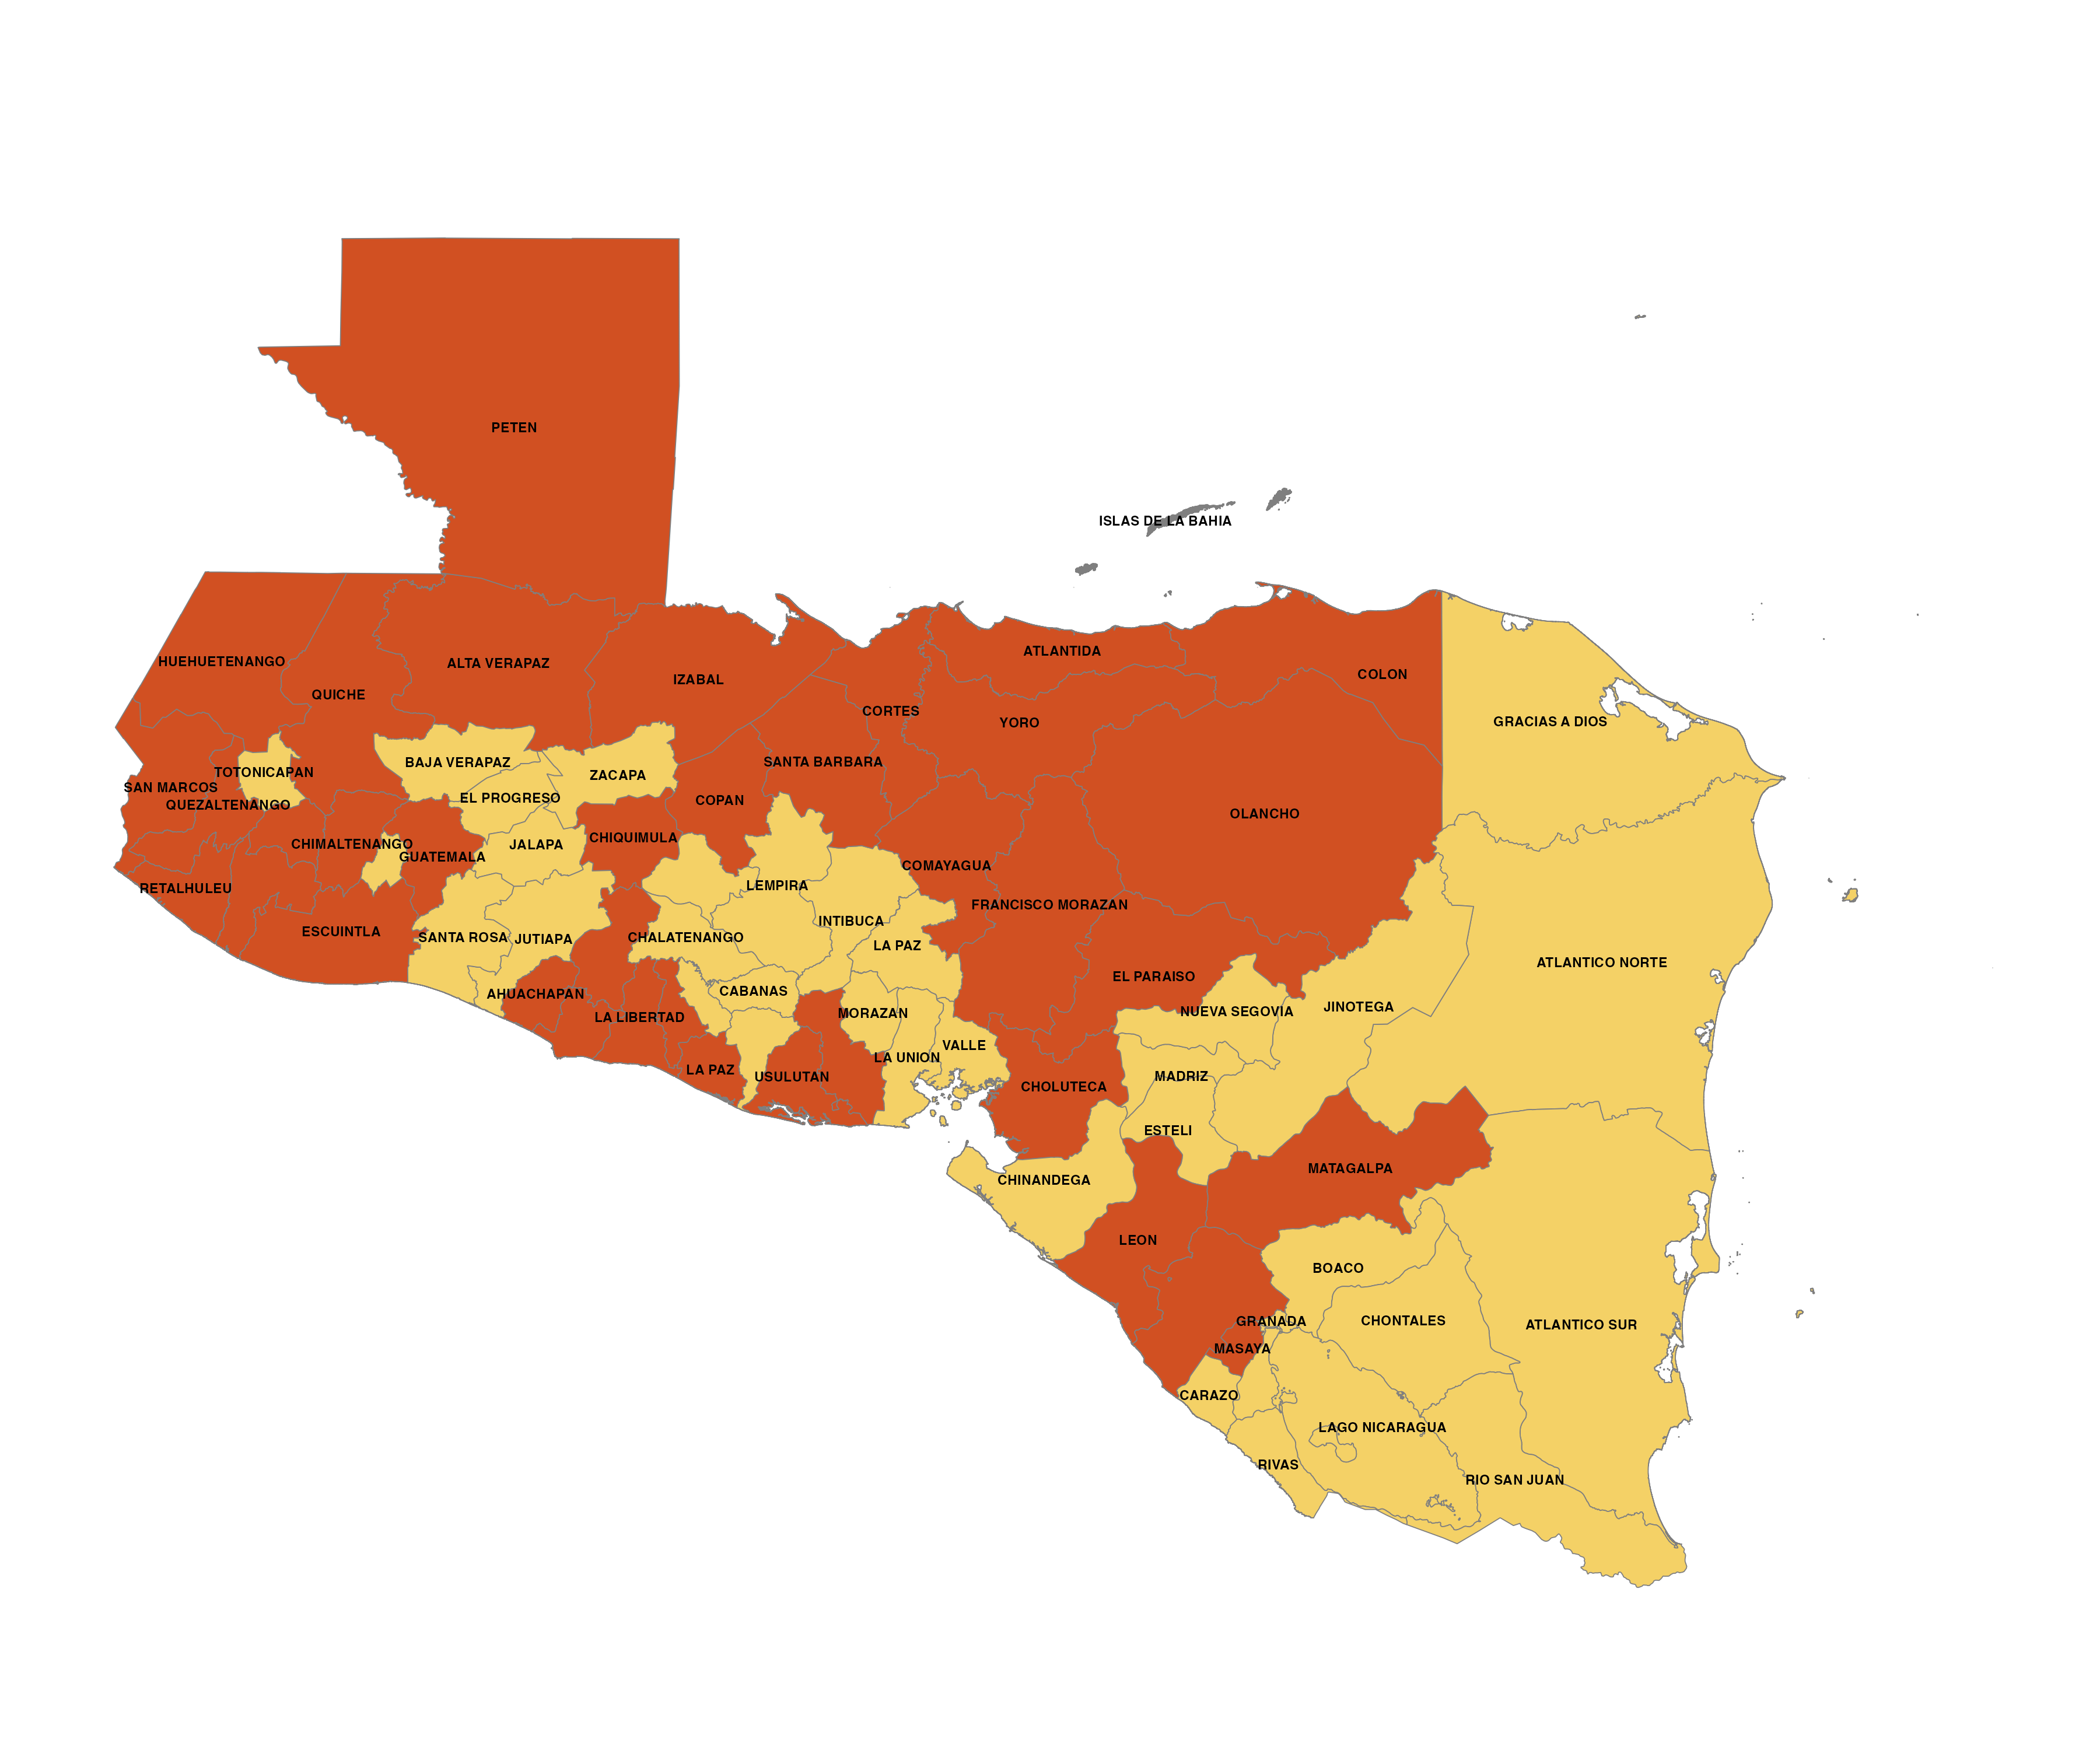 PETEN
ISLAS DE LA BAHIA
HUEHUETENANGO
ALTA VERAPAZ
QUICHE
IZABAL
ATLANTIDA
COLON
CORTES
YORO
GRACIAS A DIOS
BAJA VERAPAZ
SANTA BARBARA
TOTONICAPAN
ZACAPA
SAN MARCOS
QUEZALTENANGO
EL PROGRESO
COPAN
OLANCHO
CHIMALTENANGO
GUATEMALA
JALAPA
CHIQUIMULA
COMAYAGUA
RETALHULEU
LEMPIRA
FRANCISCO MORAZAN
ESCUINTLA
SANTA ROSA
JUTIAPA
CHALATENANGO
INTIBUCA
LA PAZ
ATLANTICO NORTE
EL PARAISO
AHUACHAPAN
CABANAS
LA LIBERTAD
MORAZAN
NUEVA SEGOVIA
JINOTEGA
VALLE
LA UNION
LA PAZ
USULUTAN
CHOLUTECA
MADRIZ
ESTELI
MATAGALPA
CHINANDEGA
LEON
BOACO
GRANADA
CHONTALES
ATLANTICO SUR
MASAYA
CARAZO
LAGO NICARAGUA
RIVAS
RIO SAN JUAN